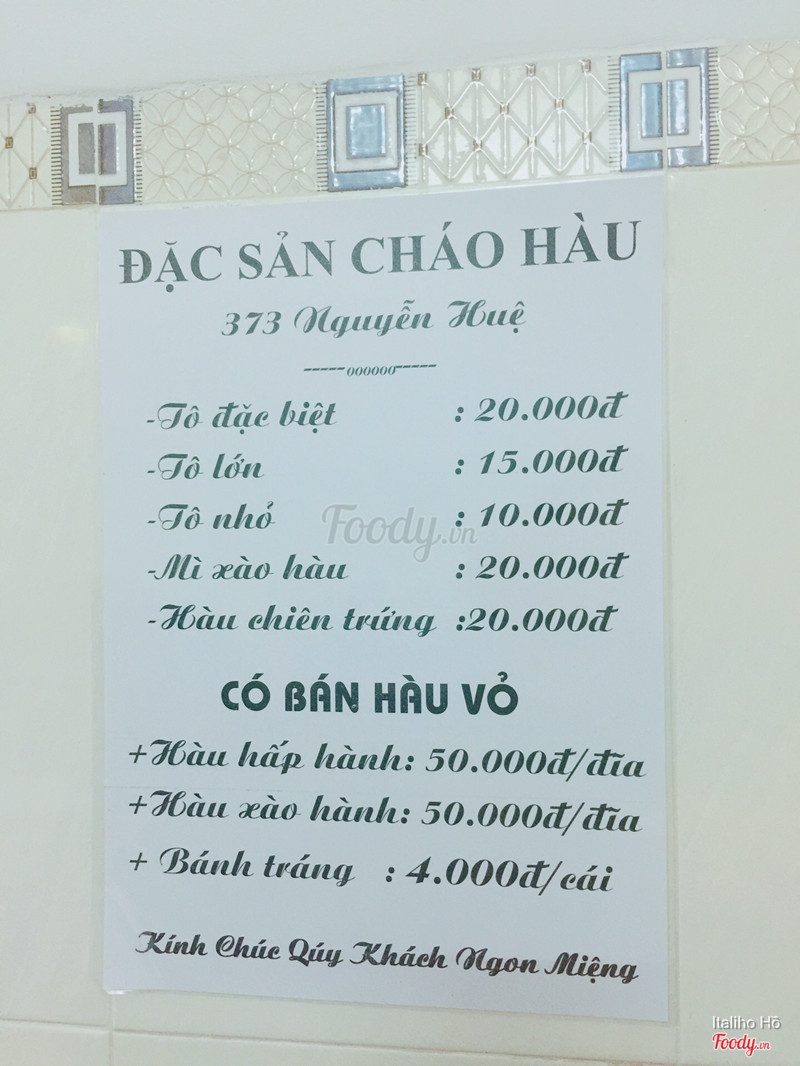 ĐẶC SẢN CHÁO HÀU
373 Nguyễn Huệ
-----oooooo-----
-Tô đặc biệt : 20.000đ
-Tô lớn : 15.000đ
-Tô nhỏ : 10.000đ
Foody.vn
-Mì xào hàu : 20.000đ
-Hàu chiên trứng :20.000đ
CÓ BÁN HÀU VỎ
+Hàu hấp hành: 50.000đ/đĩa
+Hàu xào hành: 50.000đ/đĩa
+ Bánh tráng : 4.000đ/cái
Kính Chúc Qúy Khách Ngon Miệng
Italiho Hồ
Foody.vn